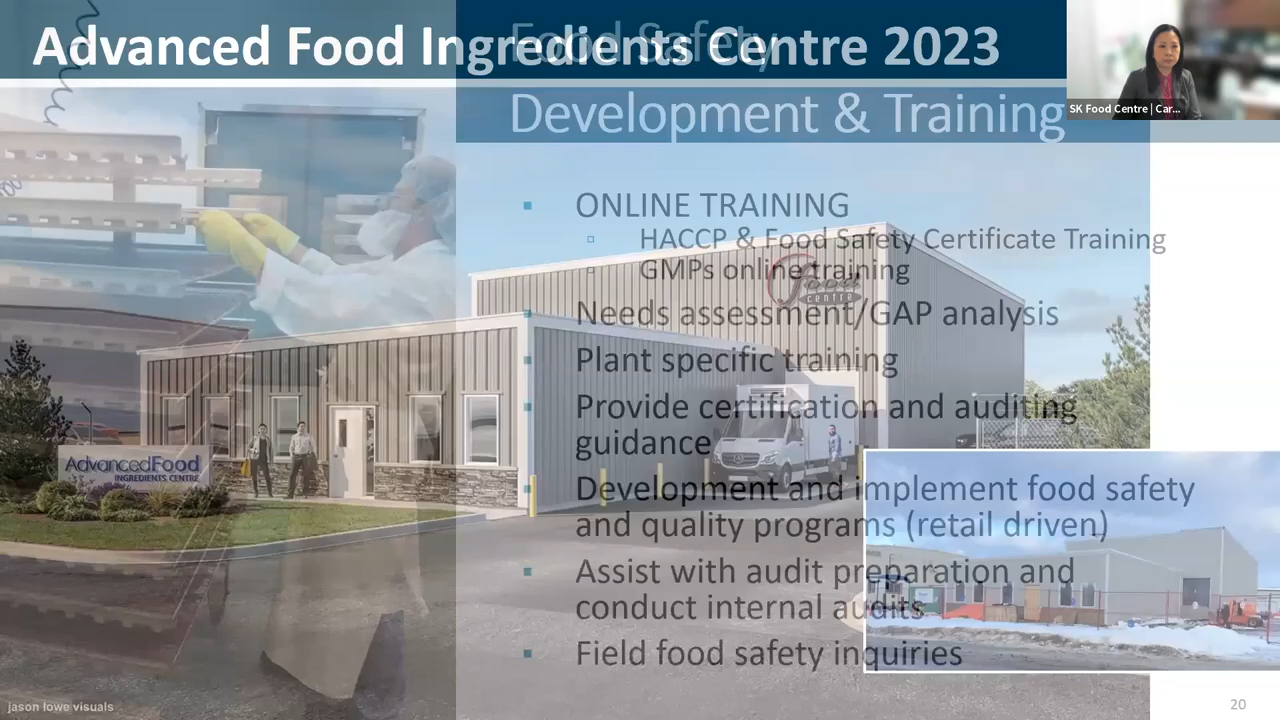 Advanced Food Ingredients Centre 2023
Food Safety
Development & Training
SK Food Centre | Car...
ONLINE TRAINING
HACCP & Food Safety Certificate Training
GMPs online training
Needs assessment/GAP analysis
Plant specific training
Provide certification and auditing
guidance
Development and implement food safety
and quality programs (retail driven)
Assist with audit preparation and
conduct internal audits
Field food safety inquiries
food
centre
AdvancedFood
INGREDIENTS CENTRE
jason lowe visuals
20